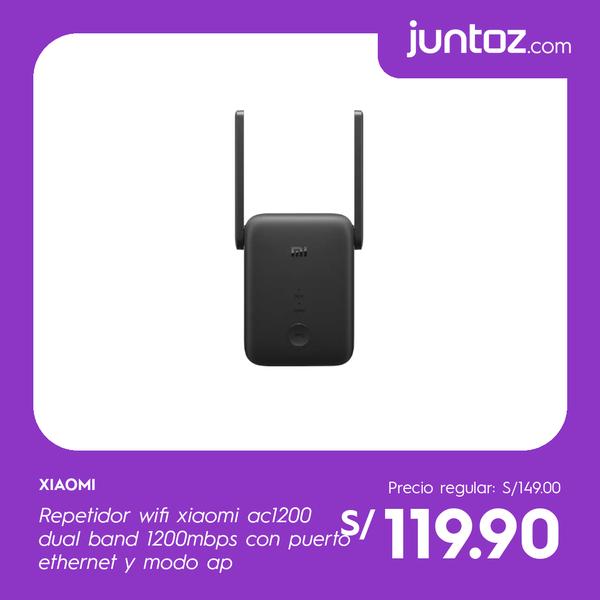 juntoz.com
mi
XIAOMI
Repetidor wifi xiaomi ac1200
dual band 1200mbps con puerto
ethernet y modo ap
Precio regular: S/149.00
S/119.90